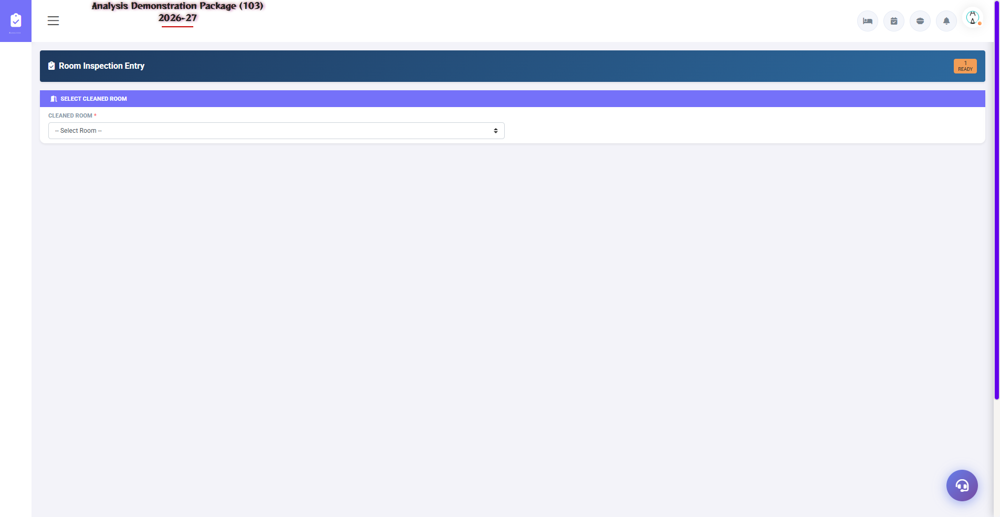 Analysis Demonstration Package (103)
2026-27
Room Inspection Entry
1
READY
SELECT CLEANED ROOM
CLEANED ROOM *
-- Select Room --